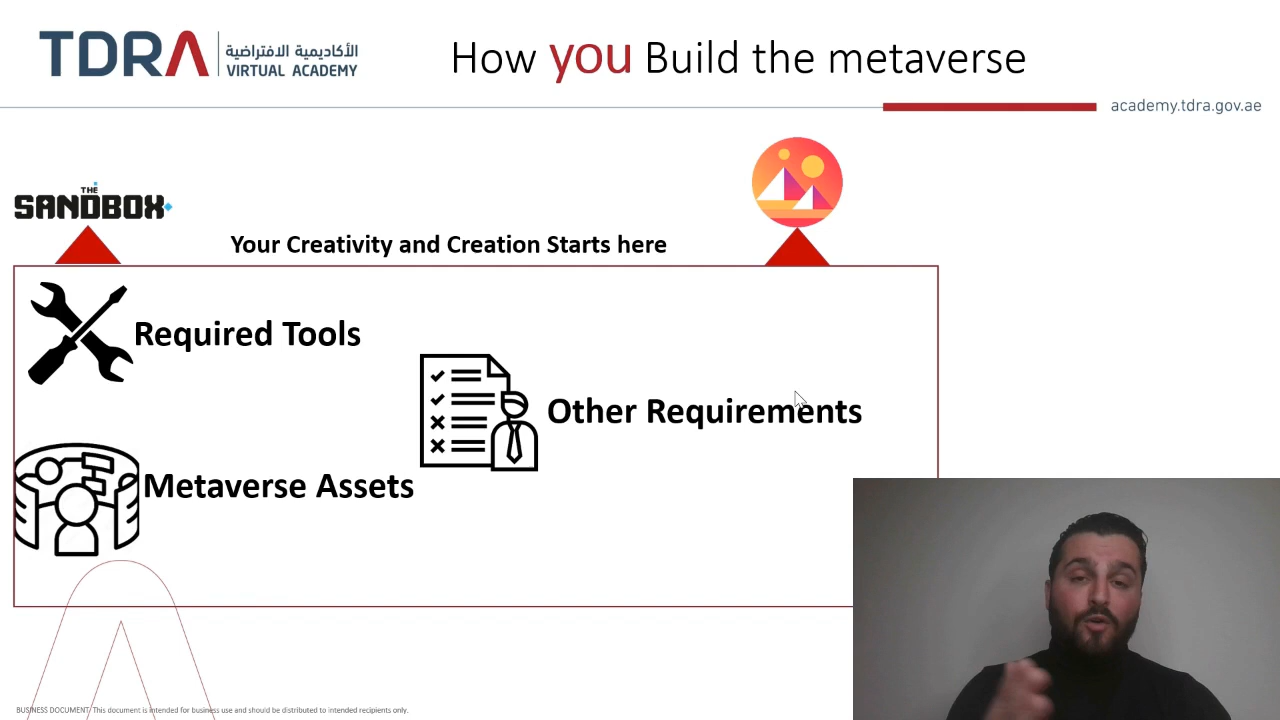 TDRA
الأكاديمية الافتراضية
VIRTUAL ACADEMY
How you Build the metaverse
academy.tdra.gov.ae
THE
SANDBOX
Your Creativity and Creation Starts here
Required Tools
Other Requirements
Metaverse Assets
BUSINESS DOCUMENT: This document is intended for business use and should be distributed to intended recipients only.